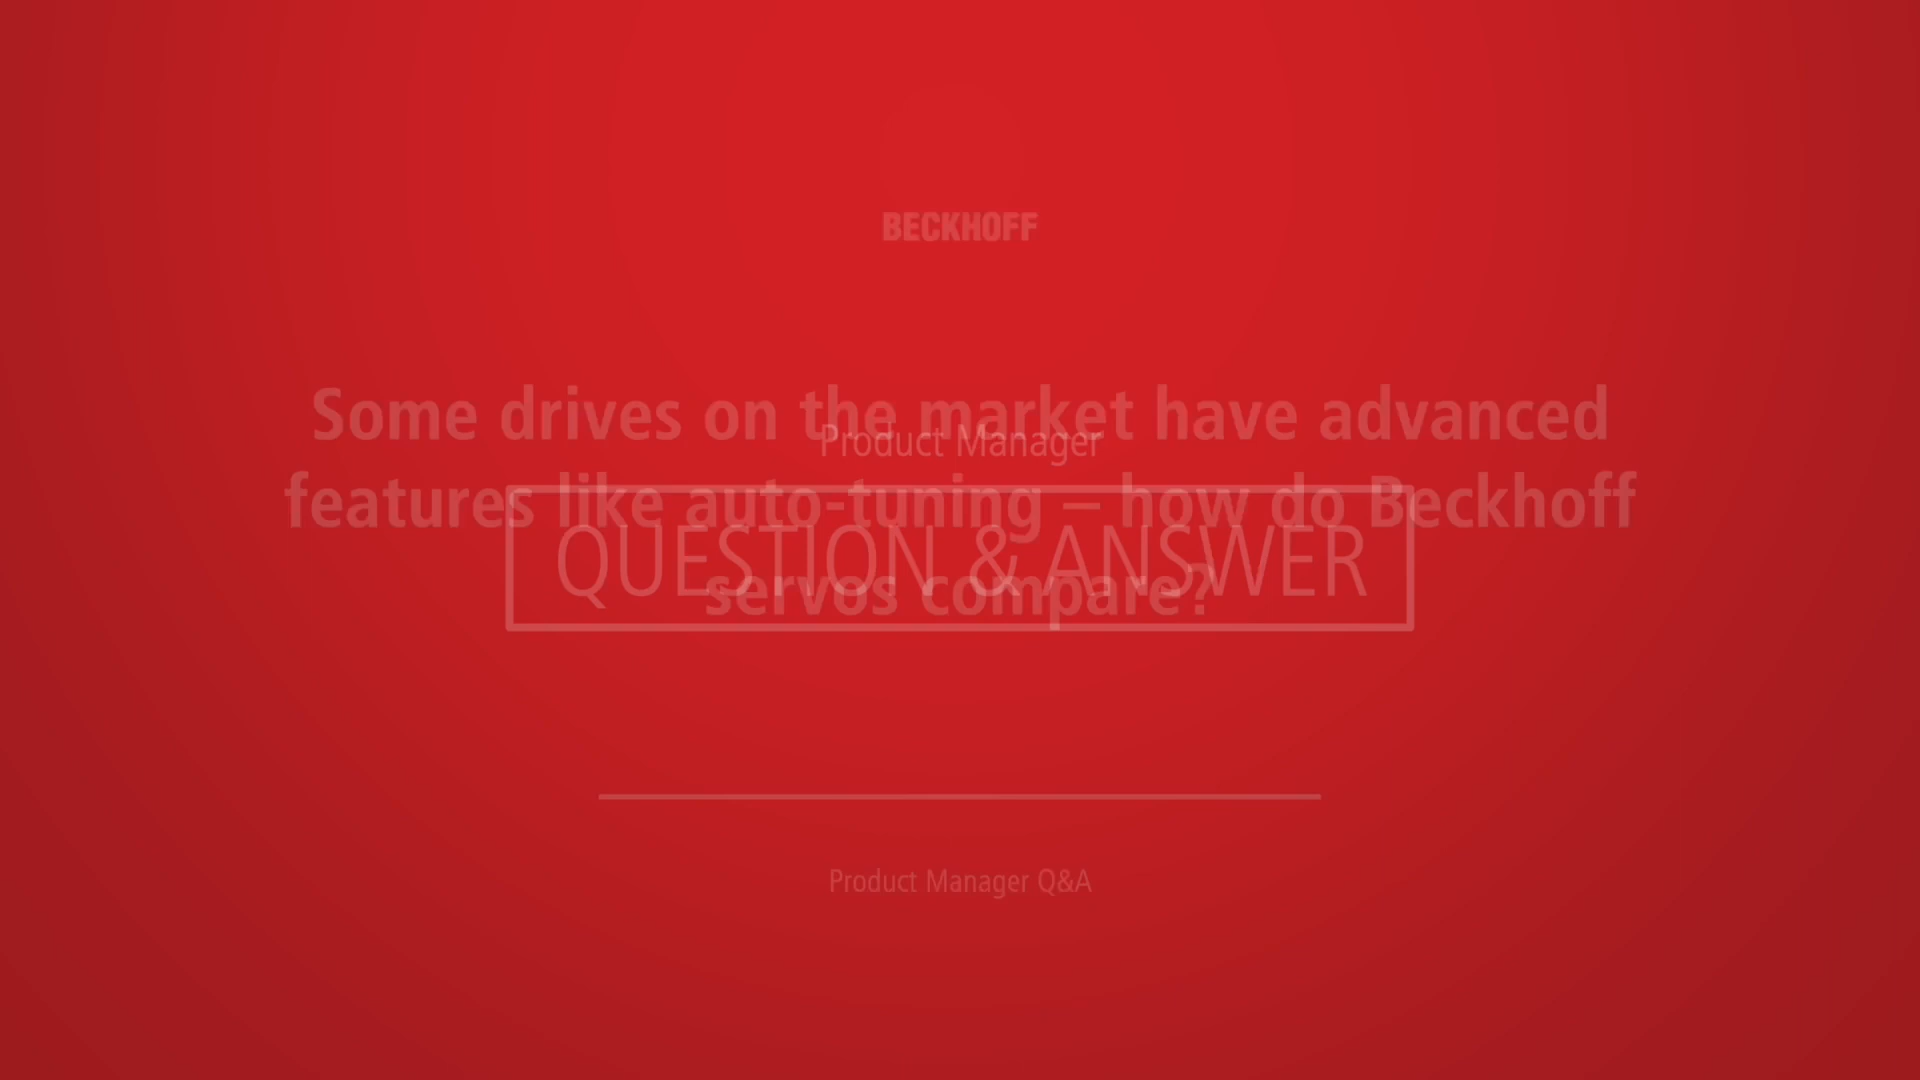 BECKHOFF
Some drives on the market have advanced
Product Manager
features like auto-tuning – how do Beckhoff
QUESTION & ANSWER
servos compare?
Product Manager Q&A